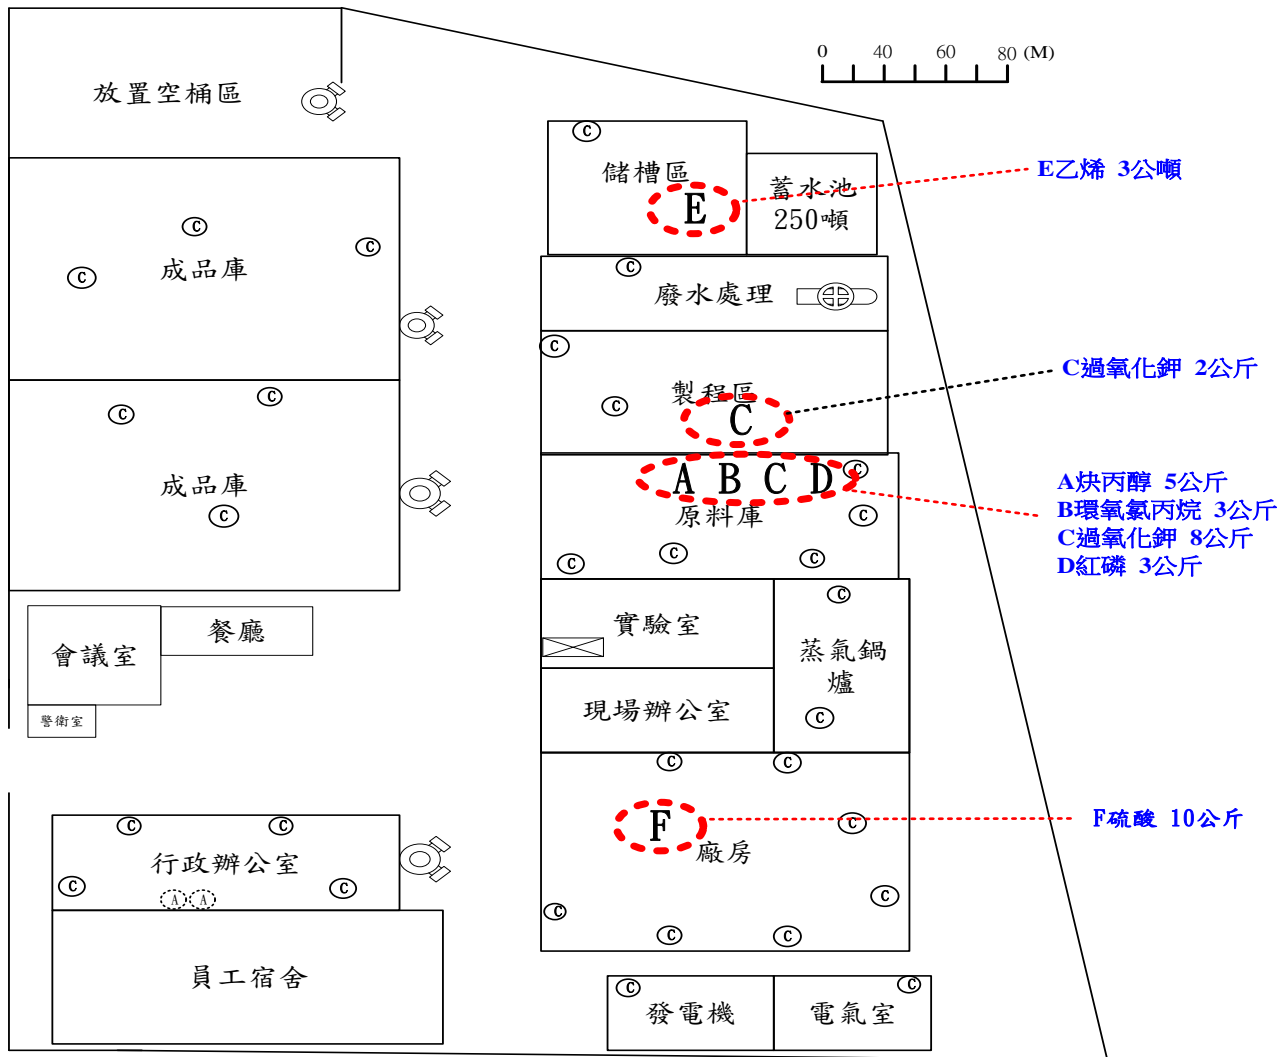 0 40 60 80 (M)
放置空桶區
C
儲槽區
E
蓄水池
250噸
E乙烯 3公噸
C
C
C
成品庫
C
廢水處理
C
C
製程區
C
C過氧化鉀 2公斤
C
C
成品庫
C
A B C D
C
原料庫
C
C
C
C
A炔丙醇 5公斤
B環氧氯丙烷 3公斤
C過氧化鉀 8公斤
D紅磷 3公斤
會議室
餐廳
警衛室
實驗室
C
蒸氣鍋
爐
C
現場辦公室
C
C
F
廠房
C
C
C
C
C
F硫酸 10公斤
C
C
行政辦公室
C
C
A
A
員工宿舍
C
發電機
C
電氣室